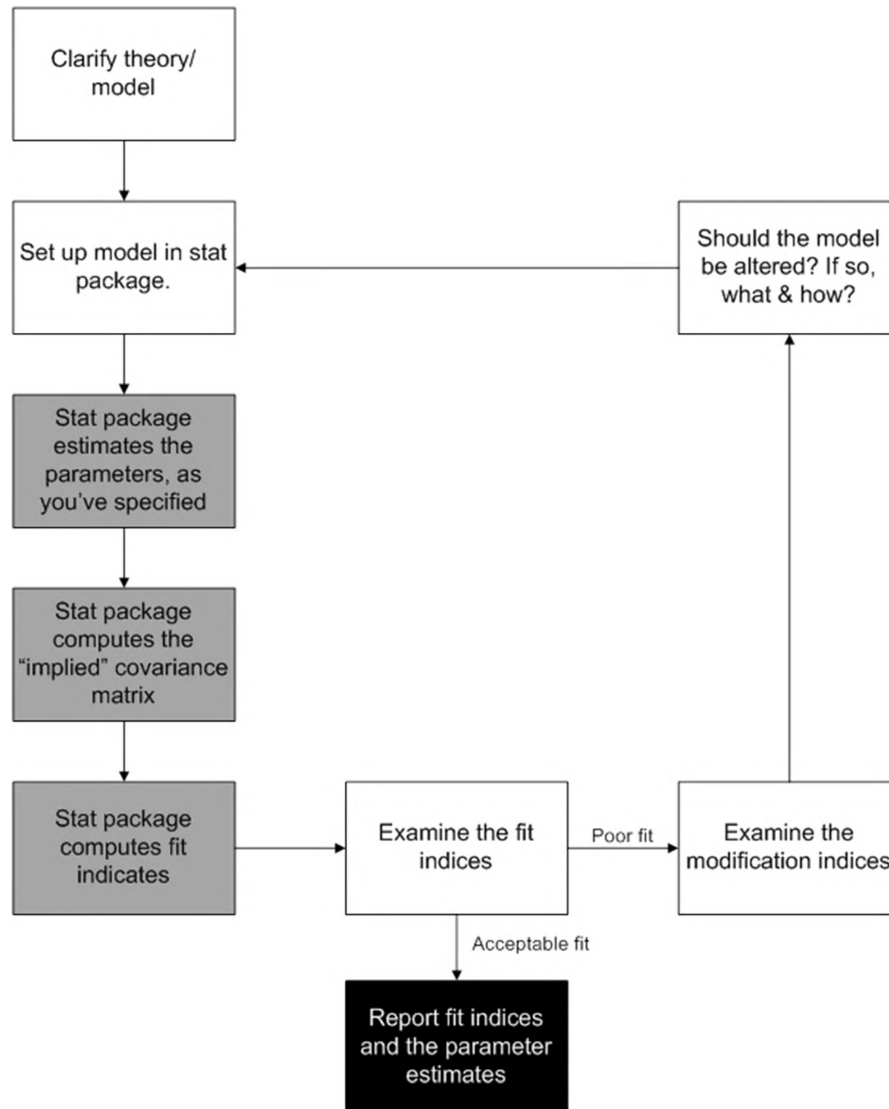 Clarify theory/
model
Set up model in stat
package.
Should the model
be altered? If so,
what & how?
Stat package
estimates the
parameters, as
you've specified
Stat package
computes the
“implied” covariance
matrix
Stat package
computes fit
indicates
Examine the fit
indices
Poor fit
Examine the
modification indices
Acceptable fit
Report fit indices
and the parameter
estimates